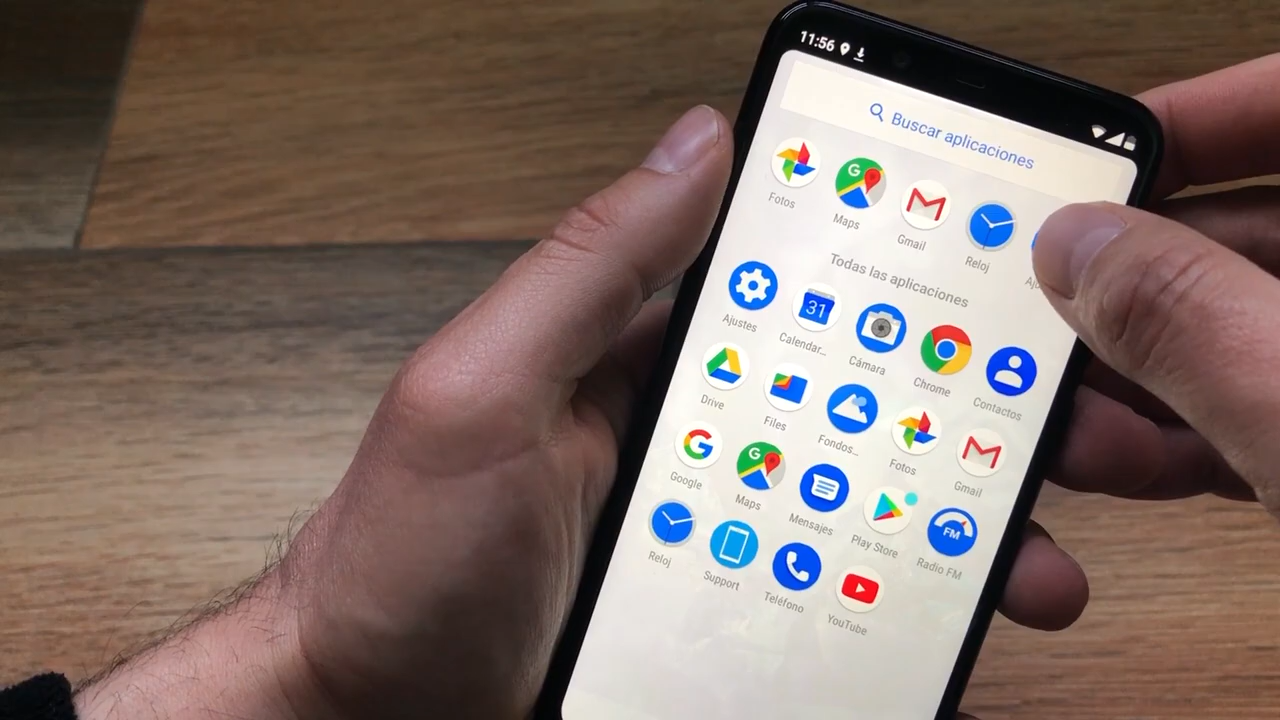 11:56
Buscar aplicaciones
Fotos
Maps
Gmail
Reloj
Todas las aplicaciones
Ajustes
Calendar...
Cámara
Chrome
Contactos
31
Drive
Files
Fondos...
Fotos
Gmail
Google
Maps
Mensajes
Play Store
Radio FM
FM
Reloj
Support
Teléfono
YouTube